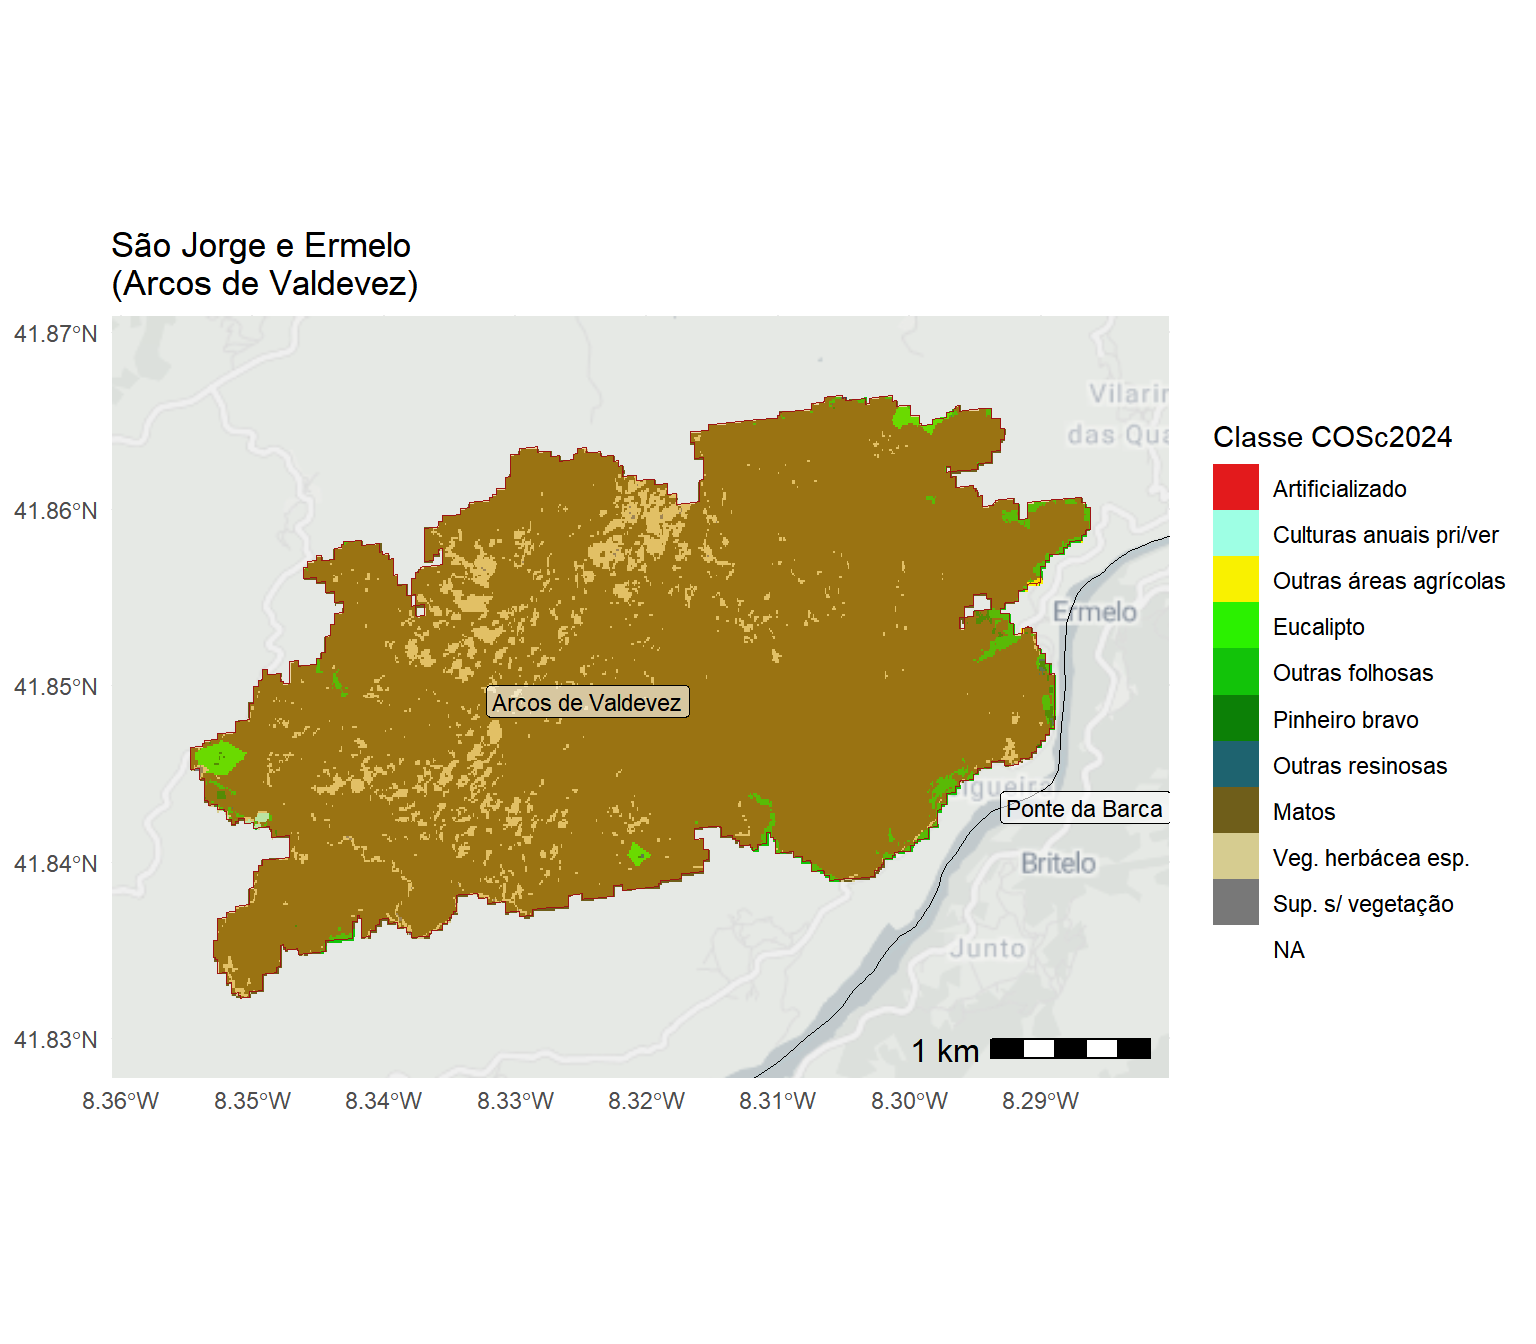 São Jorge e Ermelo
(Arcos de Valdevez)
41.87°N
41.86°N
41.85°N
41.84°N
41.83°N
8.36°W
8.35°W
8.34°W
8.33°W
8.32°W
8.31°W
8.30°W
8.29°W
Vilarin
das Qua
Ermelo
Arcos de Valdevez
Ponte da Barca
Britelo
Junto
1 km
Classe COSc2024
Artificializado
Culturas anuais pri/ver
Outras áreas agrícolas
Eucalipto
Outras folhosas
Pinheiro bravo
Outras resinosas
Matos
Veg. herbácea esp.
Sup. s/ vegetação
NA